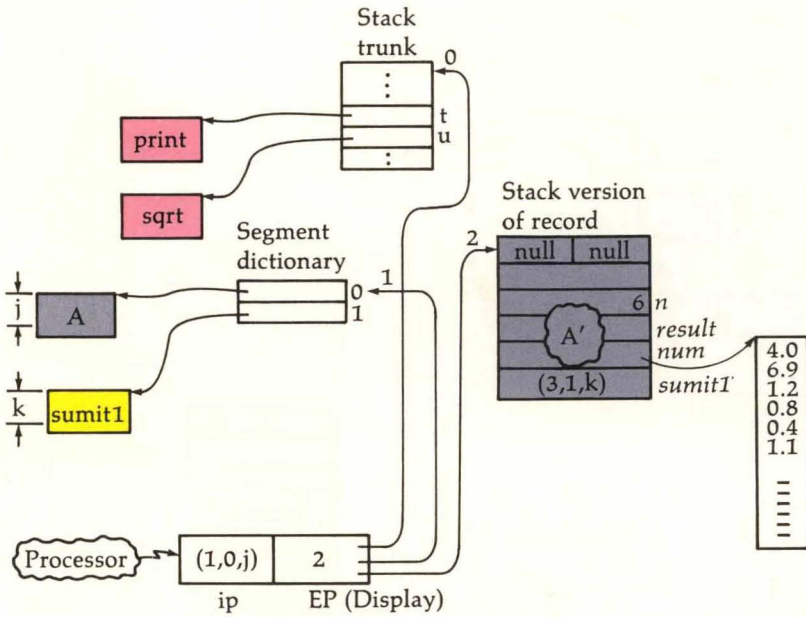 Stack
trunk
0
t
u
print
sqrt
Segment
dictionary
1
0
1
j
A
k
sumit1
Stack version
of record
2
null null
6 n
result
A′
num
(3,1,k) sumit1
4.0
6.9
1.2
0.8
0.4
1.1
Processor
(1,0,j) 2
ip EP (Display)